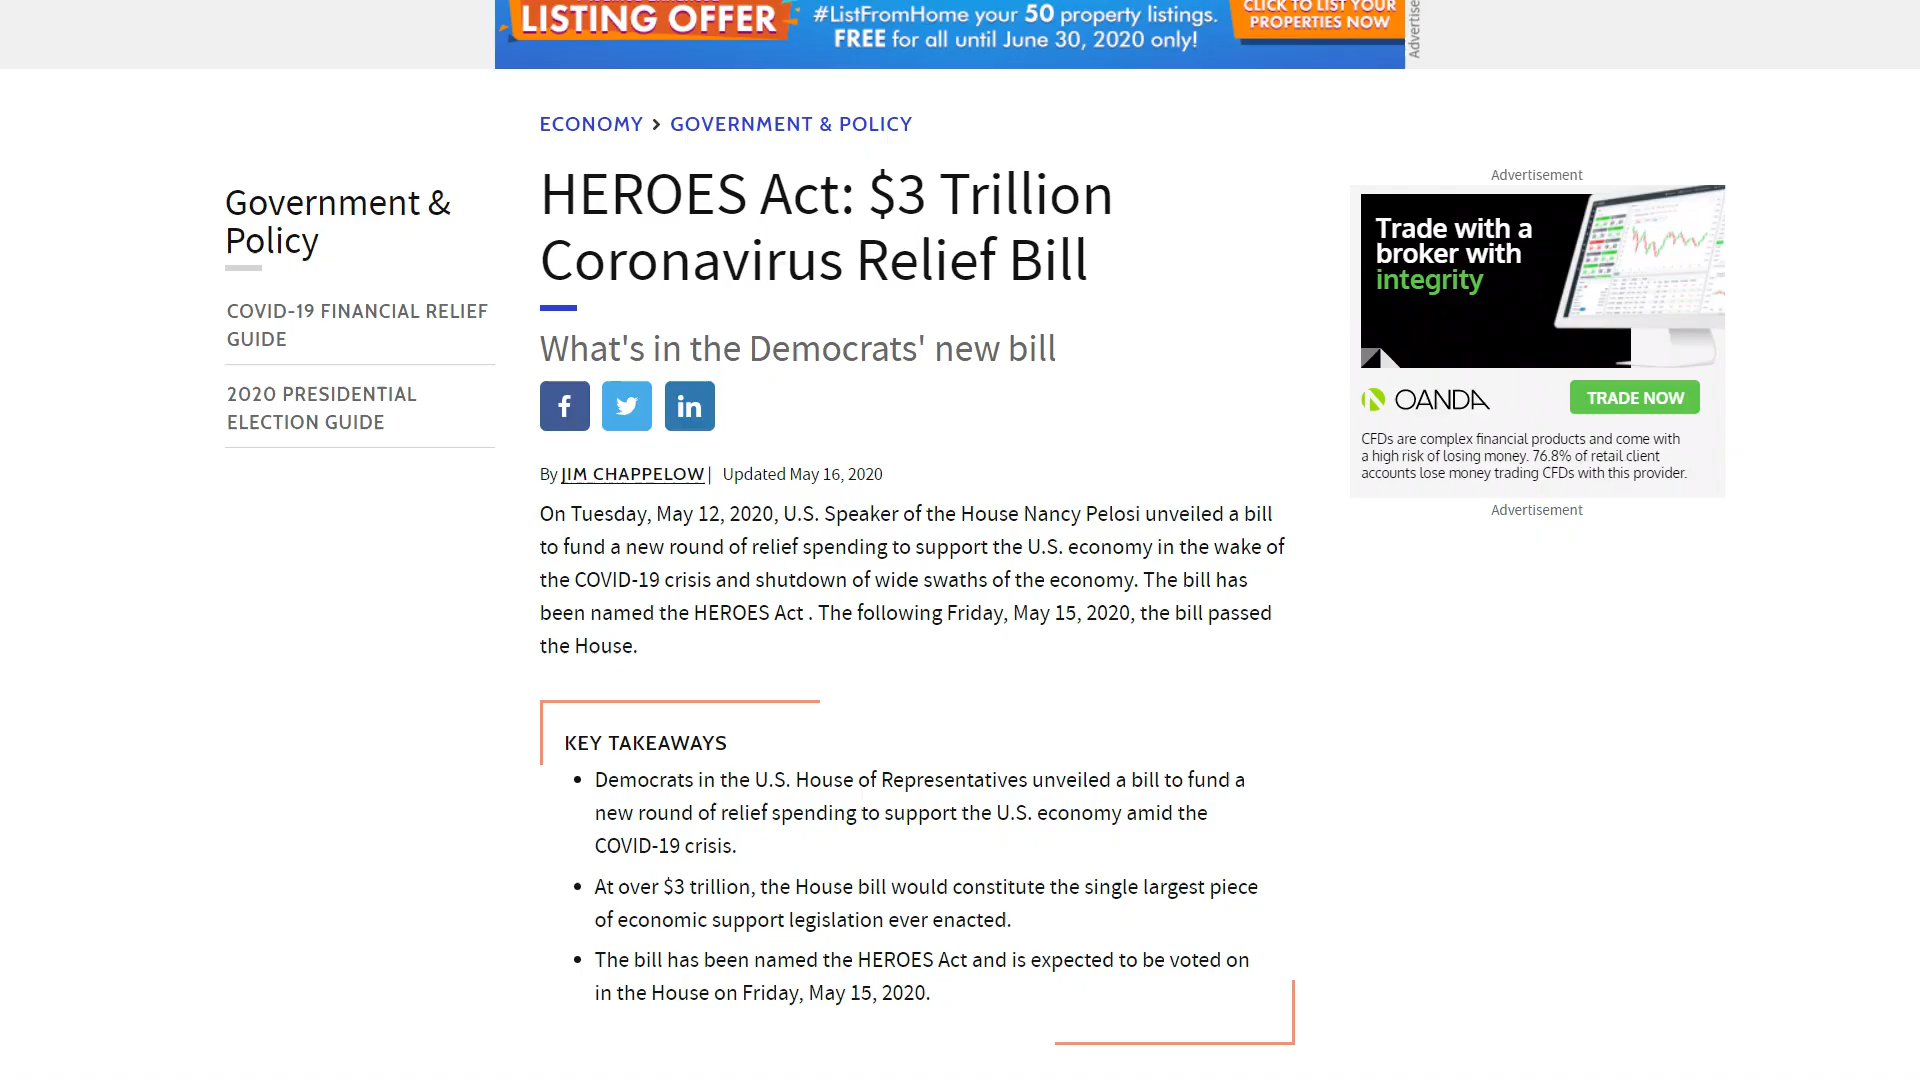 LISTING OFFER
#ListFromHome your 50 property listings.
FREE for all until June 30, 2020 only!
CLICK TO LIST YOUR
PROPERTIES NOW
ECONOMY > GOVERNMENT & POLICY
Government &
Policy
COVID-19 FINANCIAL RELIEF
GUIDE
2020 PRESIDENTIAL
ELECTION GUIDE
HEROES Act: $3 Trillion
Coronavirus Relief Bill
What's in the Democrats' new bill
By JIM CHAPPELOW | Updated May 16, 2020
On Tuesday, May 12, 2020, U.S. Speaker of the House Nancy Pelosi unveiled a bill
to fund a new round of relief spending to support the U.S. economy in the wake of
the COVID-19 crisis and shutdown of wide swaths of the economy. The bill has
been named the HEROES Act . The following Friday, May 15, 2020, the bill passed
the House.
KEY TAKEAWAYS
• Democrats in the U.S. House of Representatives unveiled a bill to fund a
new round of relief spending to support the U.S. economy amid the
COVID-19 crisis.
• At over $3 trillion, the House bill would constitute the single largest piece
of economic support legislation ever enacted.
• The bill has been named the HEROES Act and is expected to be voted on
in the House on Friday, May 15, 2020.
Advertisement
Trade with a
broker with
integrity
OANDA
TRADE NOW
CFDs are complex financial products and come with
a high risk of losing money. 76.8% of retail client
accounts lose money trading CFDs with this provider.
Advertisement